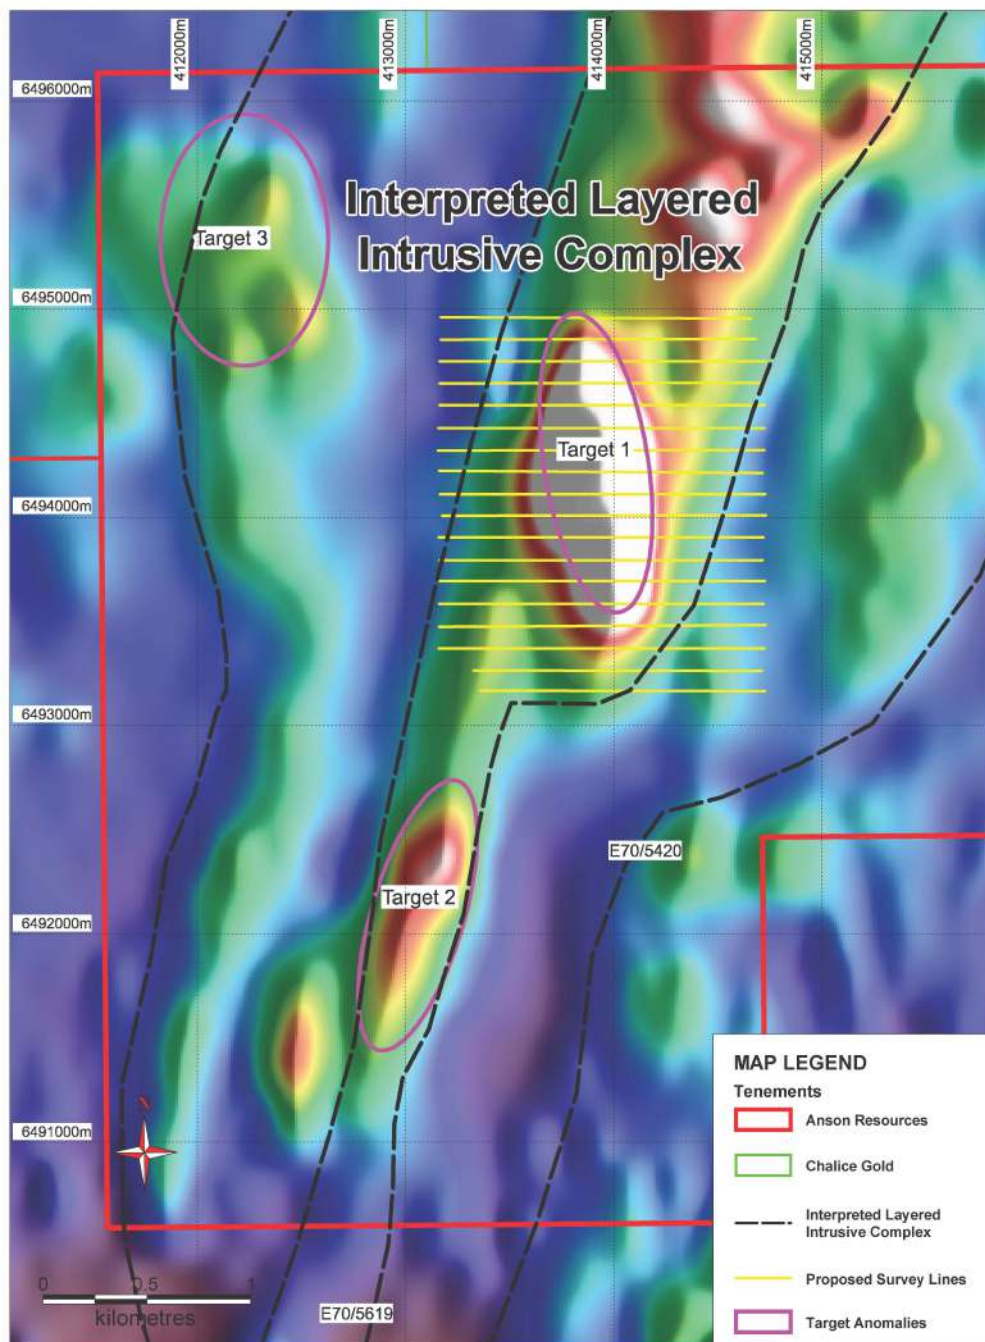 412000m
413000m
414000m
415000m
6496000m
Interpreted Layered
Intrusive Complex
Target 3
6495000m
Target 1
6494000m
6493000m
E70/5420
Target 2
6492000m
6491000m
N
0 0.5 1
kilometres
E70/5619
MAP LEGEND
Tenements
Anson Resources
Chalice Gold
Interpreted Layered
Intrusive Complex
Proposed Survey Lines
Target Anomalies